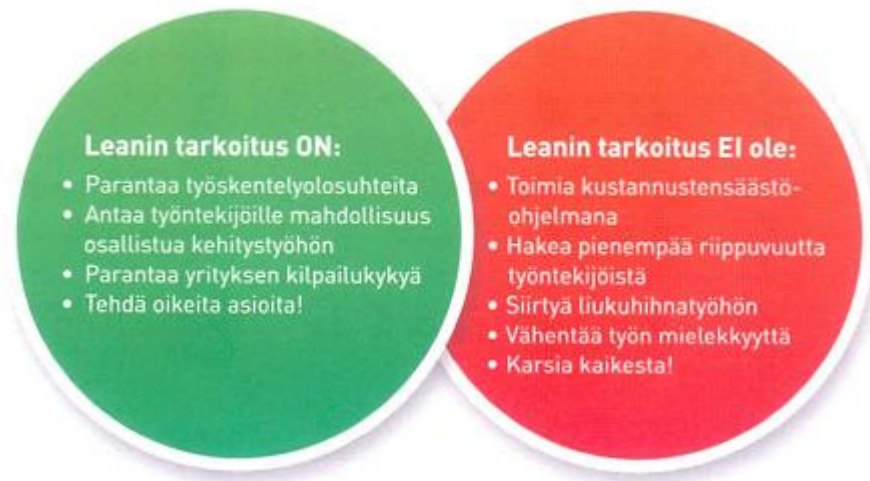 Leanin tarkoitus ON:
• Parantaa työskentelyolosuhteita
• Antaa työntekijöille mahdollisuus
osallistua kehitystyöhön
• Parantaa yrityksen kilpailukykyä
• Tehdä oikeita asioita!
Leanin tarkoitus EI ole:
• Toimia kustannustensäästö-
ohjelmana
• Hakea pienempää riippuvuutta
työntekijöistä
• Siirtyä liukuhihnatyöhön
• Vähentää työn mielekkyyttä
• Karsia kaikesta!